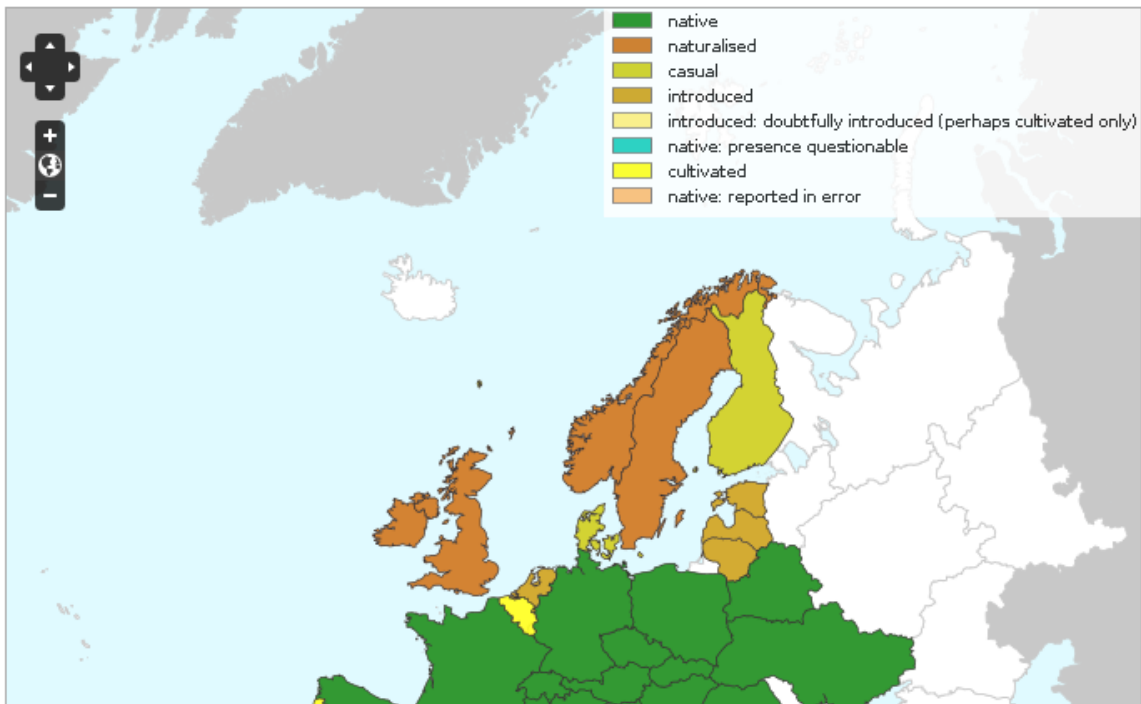 native
naturalised
casual
introduced
introduced: doubtfully introduced (perhaps cultivated only)
native: presence questionable
cultivated
native: reported in error